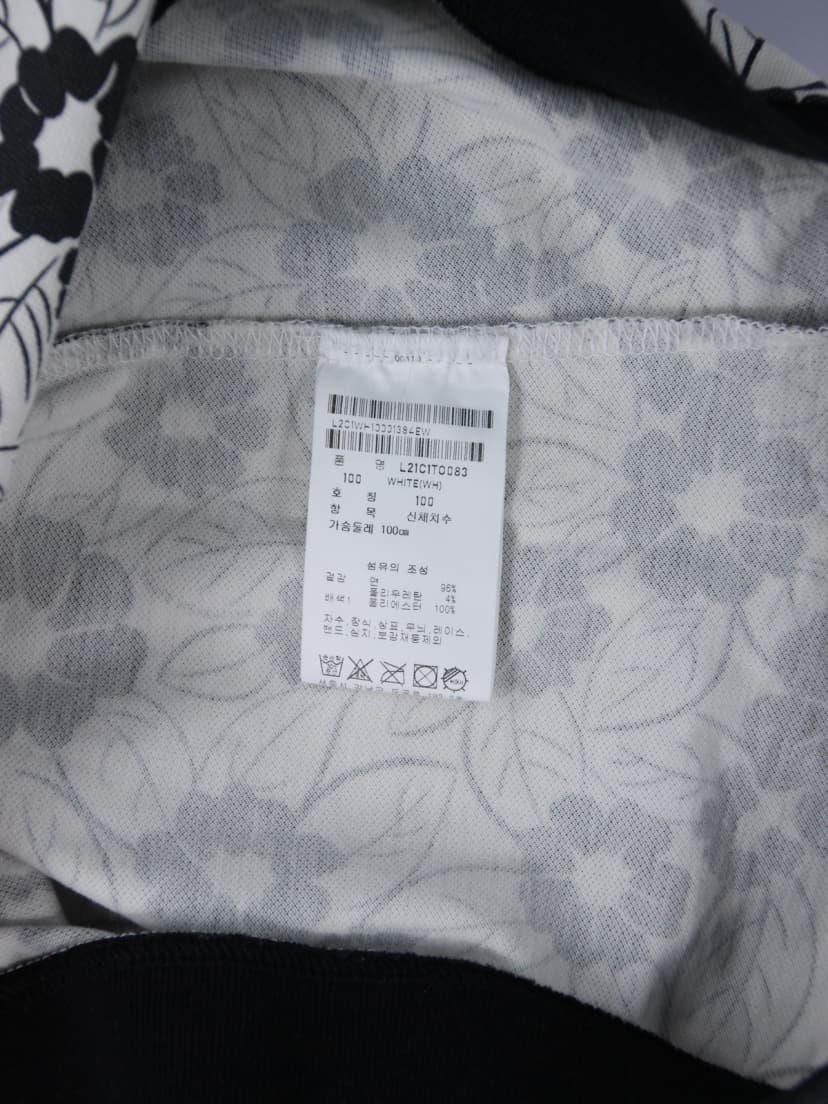 L2C1WH10001384EW
품 명 L21C1TO083
100 WHITE(WH)
호 칭 100
항 목 신체치수
가슴둘레 100㎝
섬유의 조성
겉감 면 96%
폴리우레탄 4%
배색1 폴리에스터 100%
자수,장식,상표,무늬,레이스,
밴드,심지,보강재봉제외